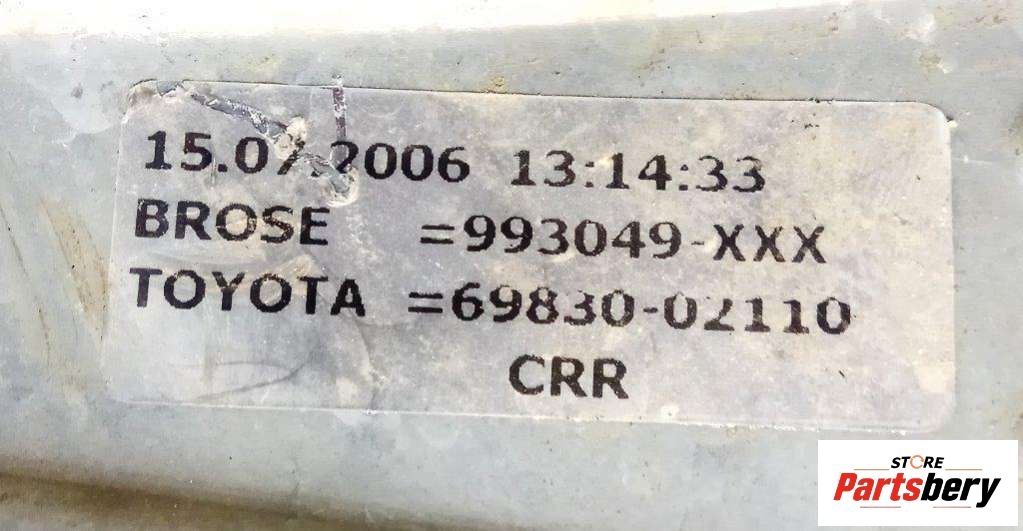 15.07.2006 13:14:33
BROSE =993049-XXX
TOYOTA =69830-02110
CRR
STORE
Partsbery